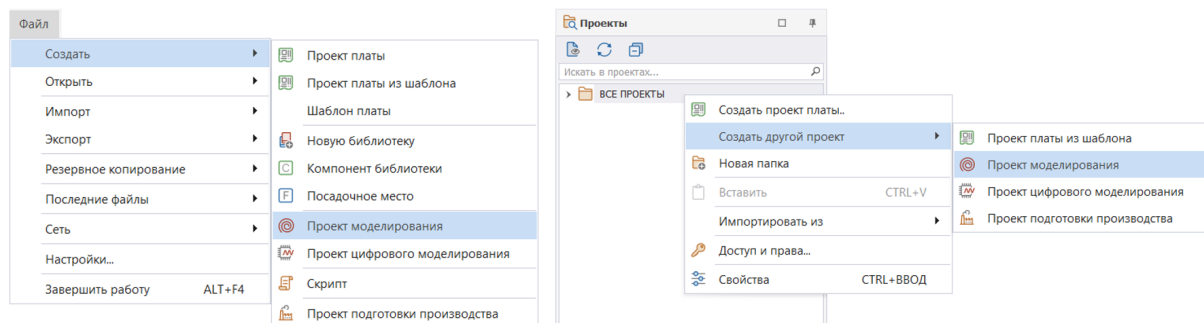 Файл
Создать
Открыть
Импорт
Экспорт
Резервное копирование
Последние файлы
Сеть
Настройки...
Завершить работу ALT+F4
Проект платы
Проект платы из шаблона
Шаблон платы
Новую библиотеку
Компонент библиотеки
Посадочное место
Проект моделирования
Проект цифрового моделирования
Скрипт
Проект подготовки производства
Проекты
Искать в проектах...
ВСЕ ПРОЕКТЫ
Создать проект платы..
Создать другой проект
Новая папка
Вставить CTRL+V
Импортировать из
Доступ и права...
Свойства CTRL+ВВОД
Проект платы из шаблона
Проект моделирования
Проект цифрового моделирования
Проект подготовки производства